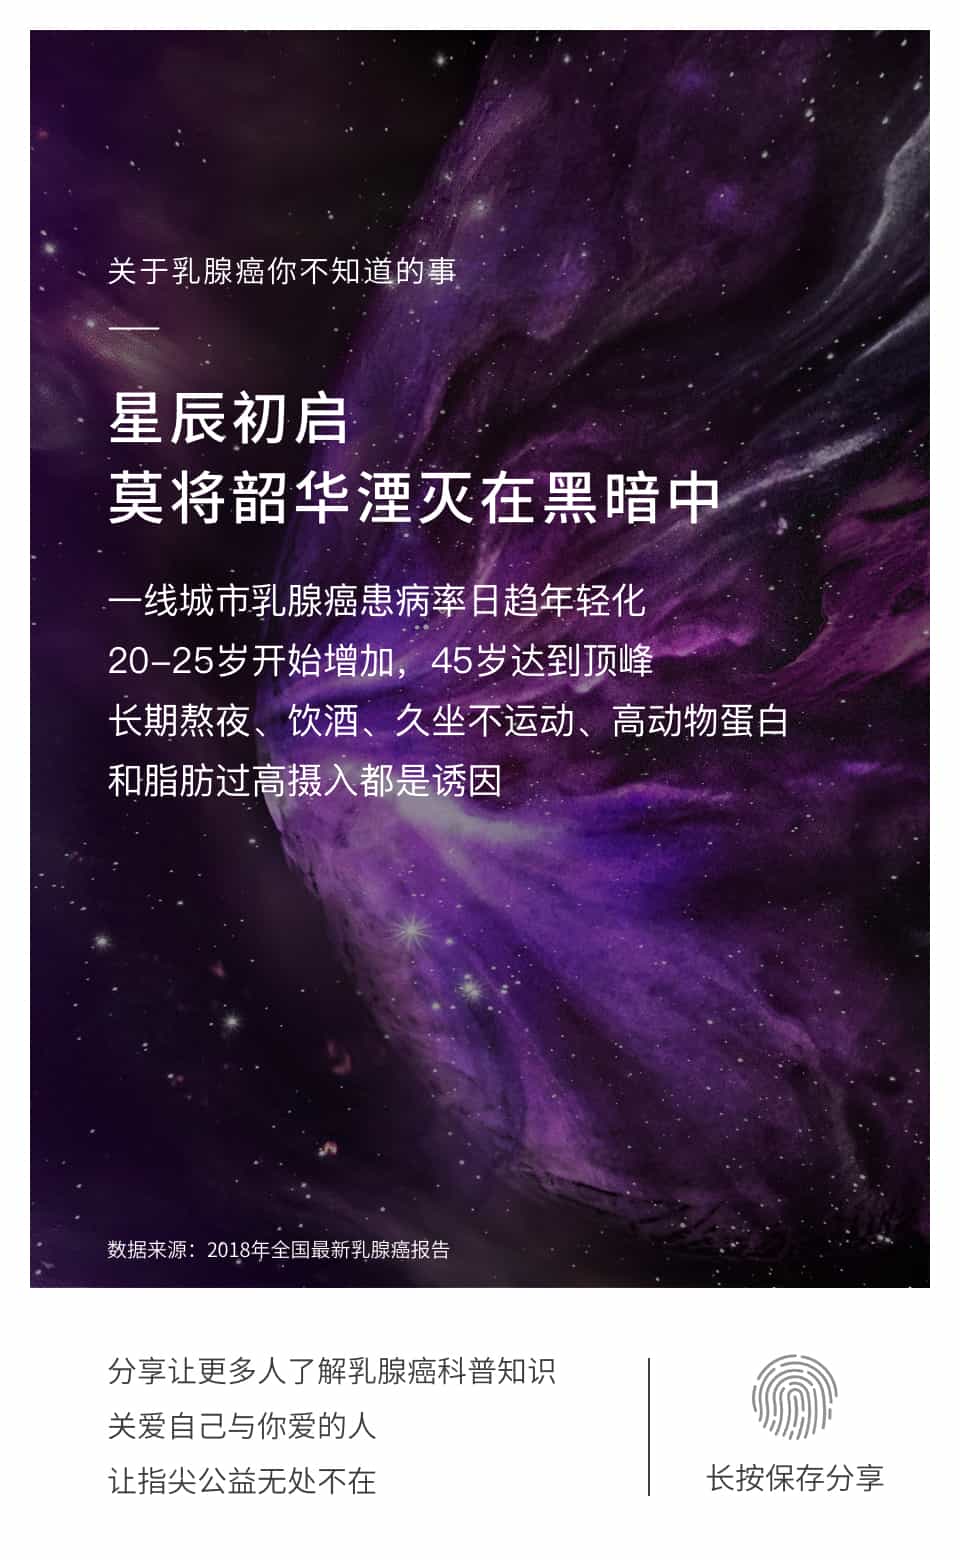 关于乳腺癌你不知道的事
星辰初启
莫将韶华湮灭在黑暗中
一线城市乳腺癌患病率日趋年轻化
20-25岁开始增加，45岁达到顶峰
长期熬夜、饮酒、久坐不运动、高动物蛋白
和脂肪过高摄入都是诱因
数据来源：2018年全国最新乳腺癌报告
分享让更多人了解乳腺癌科普知识
关爱自己与你爱的人
让指尖公益无处不在
长按保存分享